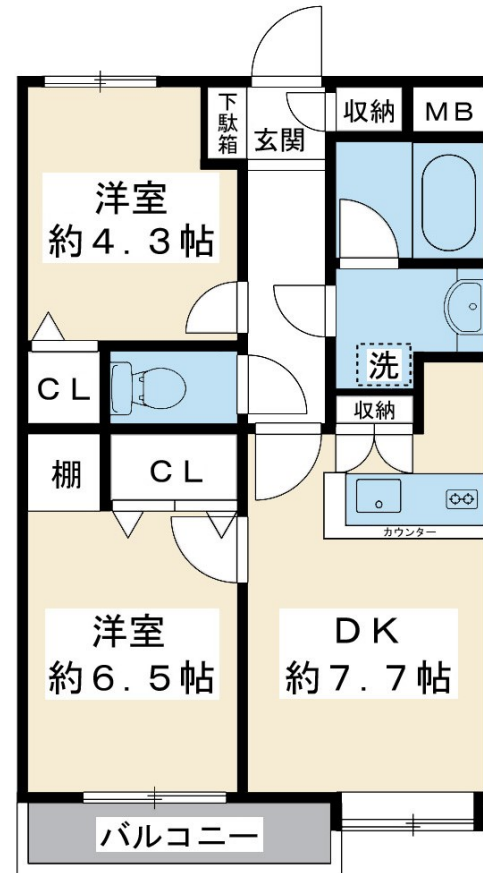 下駄箱
玄関
収納
MB
洋室
約4.3帖
洗
CL
収納
棚
CL
カウンター
洋室
約6.5帖
DK
約7.7帖
バルコニー